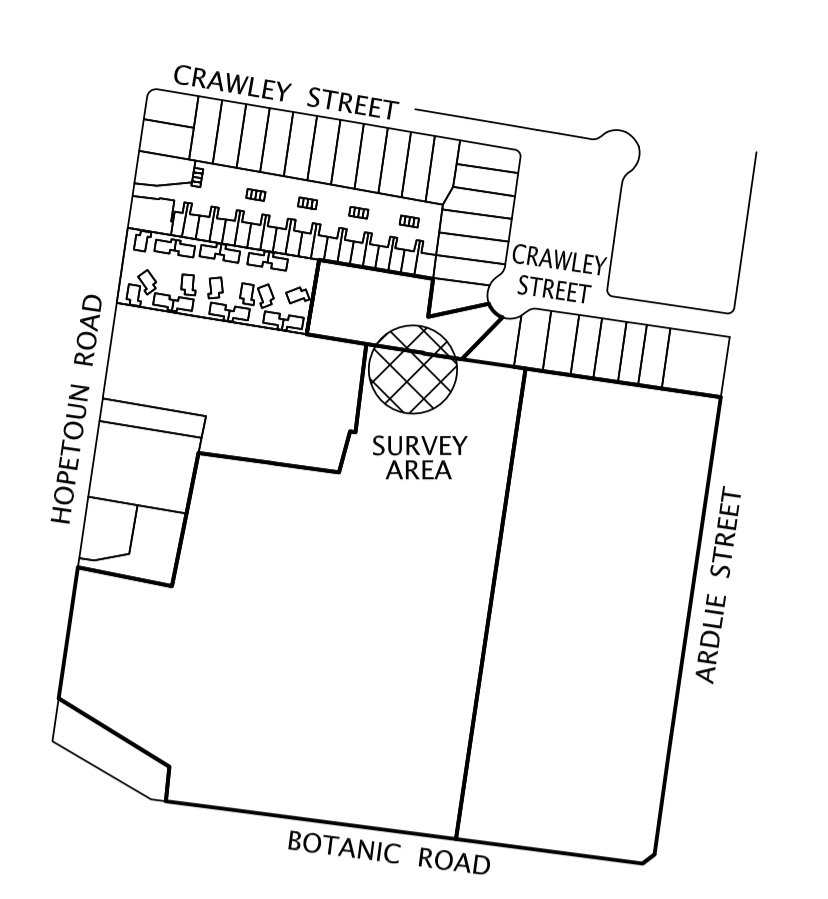 CRAWLEY STREET
CRAWLEY
STREET
HOPETOUN ROAD
SURVEY
AREA
ARDLIE STREET
BOTANIC ROAD